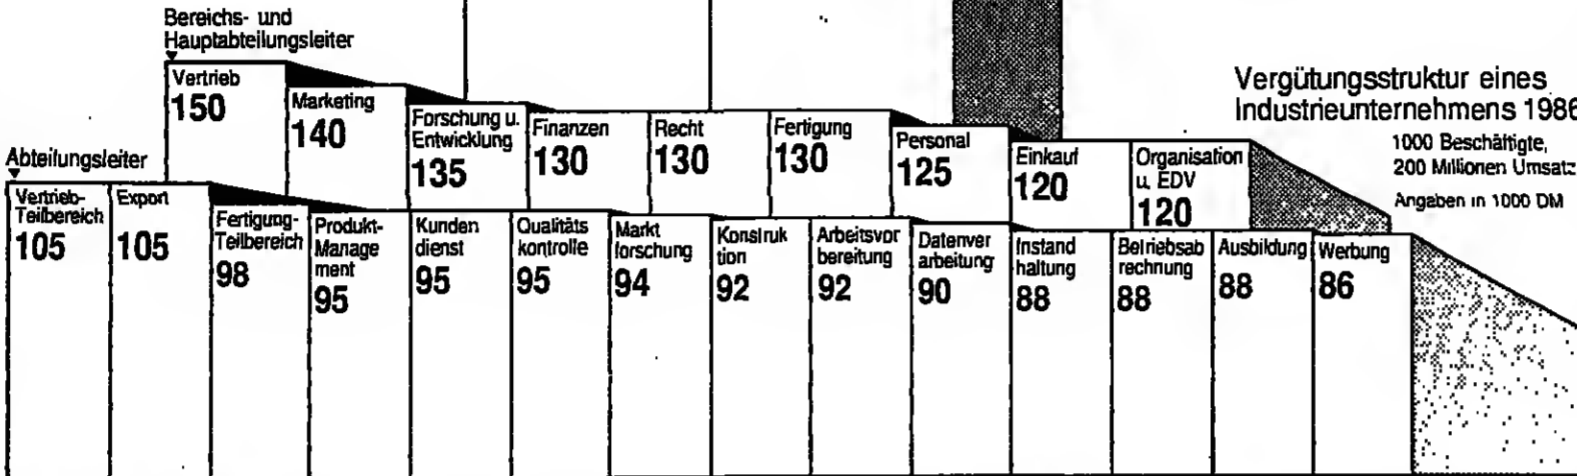 Bereichs- und
Hauptabteilungsleiter
Vertrieb
150
Marketing
140
Forschung u.
Entwicklung
135
Finanzen
130
Recht
130
Fertigung
130
Personal
125
Einkauf
120
Organisation
u. EDV
120
Vergütungsstruktur eines
Industrieunternehmens 1986
1000 Beschäftigte,
200 Millionen Umsatz
Angaben in 1000 DM
Abteilungsleiter
Vertrieb-
Teilbereich
105
Export
105
Fertigung-
Teilbereich
98
Produkt-
Manage
ment
95
Kunden
dienst
95
Qualitäts
kontrolle
95
Markt
forschung
94
Konstruk
tion
92
Arbeitsvor
bereitung
92
Datenver
arbeitung
90
Instand
haltung
88
Betriebsab
rechnung
88
Ausbildung
88
Werbung
86